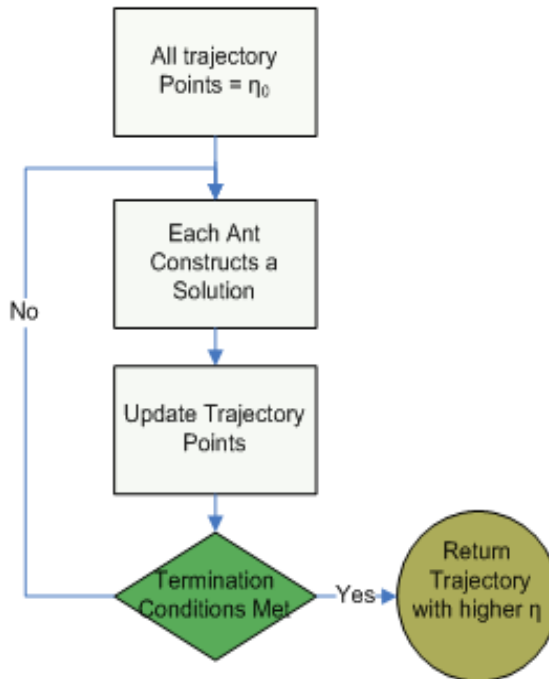 All trajectory
Points = η₀
Each Ant
Constructs a
Solution
No
Update Trajectory
Points
Termination
Conditions Met
Yes
Return
Trajectory
with higher η